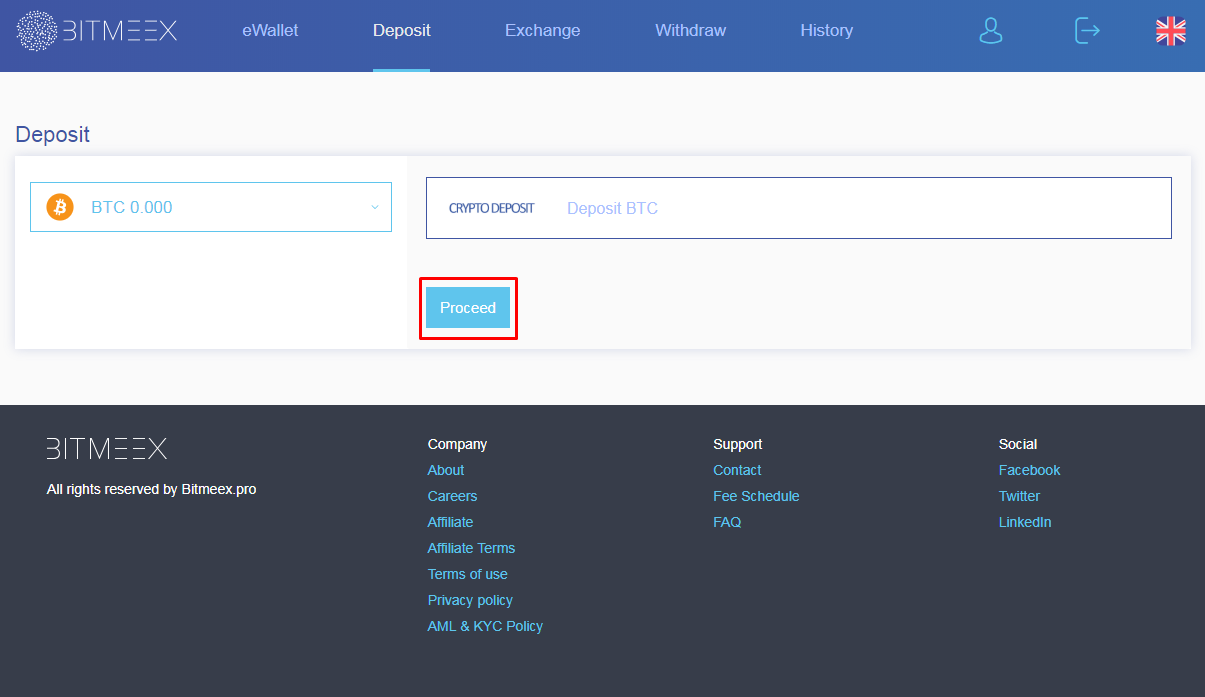 BITMEEX
eWallet
Deposit
Exchange
Withdraw
History
Deposit
BTC 0.000
CRYPTO DEPOSIT
Deposit BTC
Proceed
BITMEEX
All rights reserved by Bitmeex.pro
Company
About
Careers
Affiliate
Affiliate Terms
Terms of use
Privacy policy
AML & KYC Policy
Support
Contact
Fee Schedule
FAQ
Social
Facebook
Twitter
LinkedIn